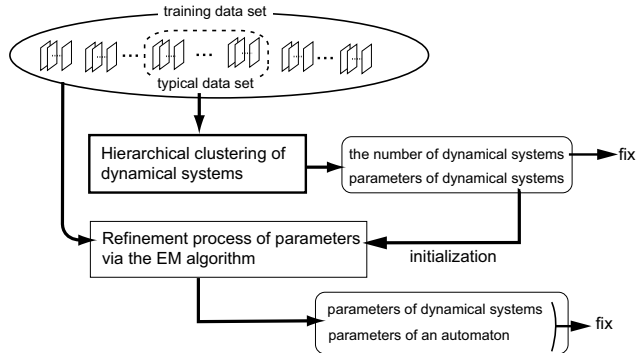 training data set
typical data set
Hierarchical clustering of
dynamical systems
the number of dynamical systems
parameters of dynamical systems
fix
Refinement process of parameters
via the EM algorithm
initialization
parameters of dynamical systems
parameters of an automaton
fix